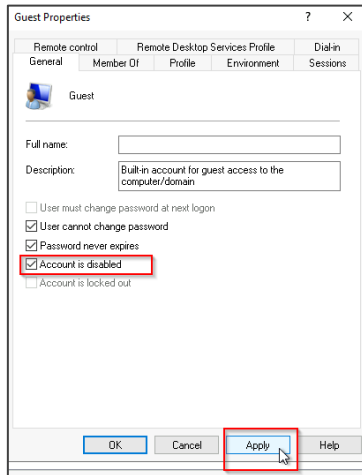 Guest Properties ? X
Remote control Remote Desktop Services Profile Dial-in
General Member Of Profile Environment Sessions
Guest
Full name:
Description: Built-in account for guest access to the
computer/domain
User must change password at next logon
User cannot change password
Password never expires
Account is disabled
Account is locked out
OK Cancel Apply Help